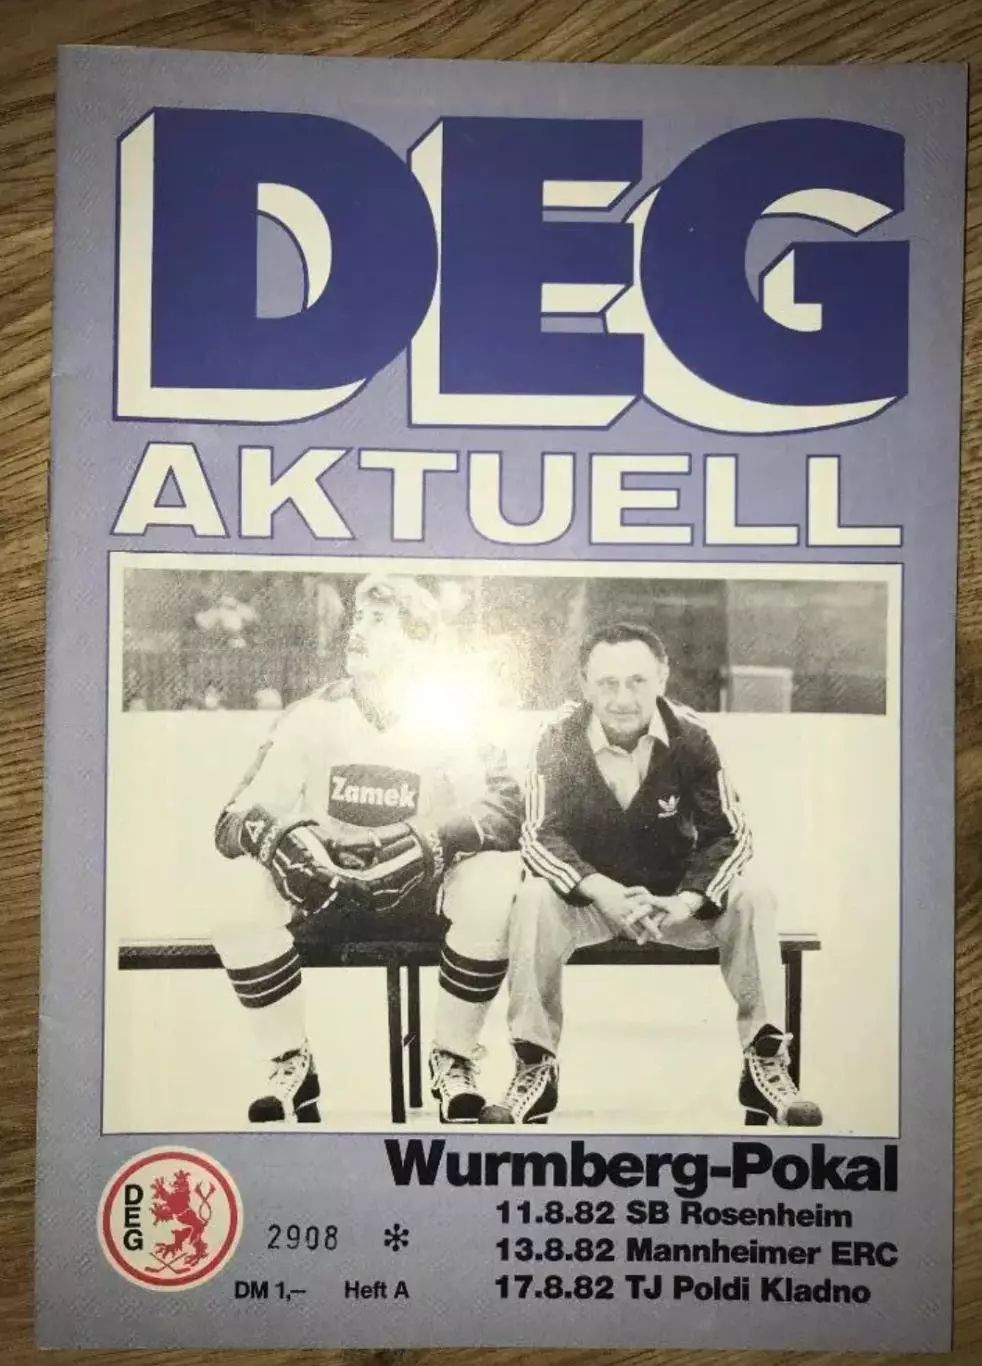 DEG
AKTUELL
Zamek
Wurmberg-Pokal
11.8.82 SB Rosenheim
13.8.82 Mannheimer ERC
17.8.82 TJ Poldi Kladno
DEG
2908 *
DM 1,– Heft A